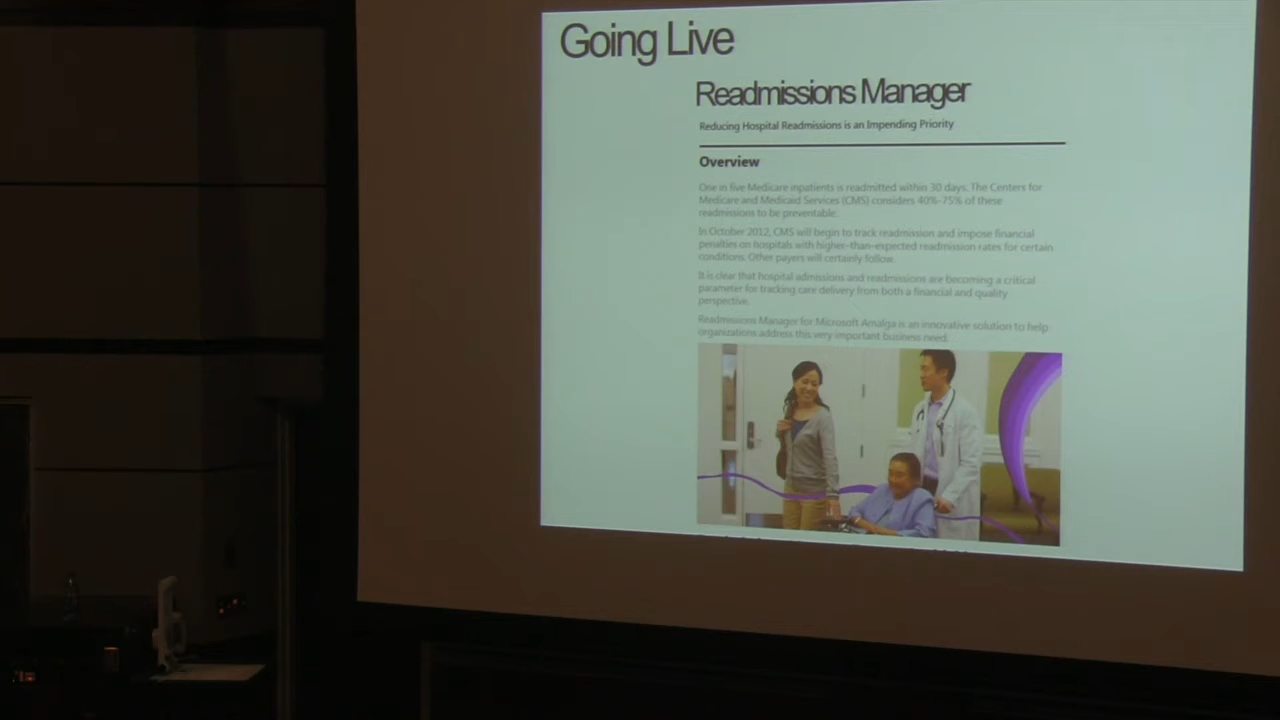 Going Live
Readmissions Manager
Reducing Hospital Readmissions is an Impending Priority
Overview
One in five Medicare inpatients is readmitted within 30 days. The Centers for
Medicare and Medicaid Services (CMS) considers 40%-75% of these
readmissions to be preventable.
In October 2012, CMS will begin to track readmission and impose financial
penalties on hospitals with higher-than-expected readmission rates for certain
conditions. Other payers will certainly follow.
It is clear that hospital admissions and readmissions are becoming a critical
parameter for tracking care delivery from both a financial and quality
perspective.
Readmissions Manager for Microsoft Amalga is an innovative solution to help
organizations address this very important business need.